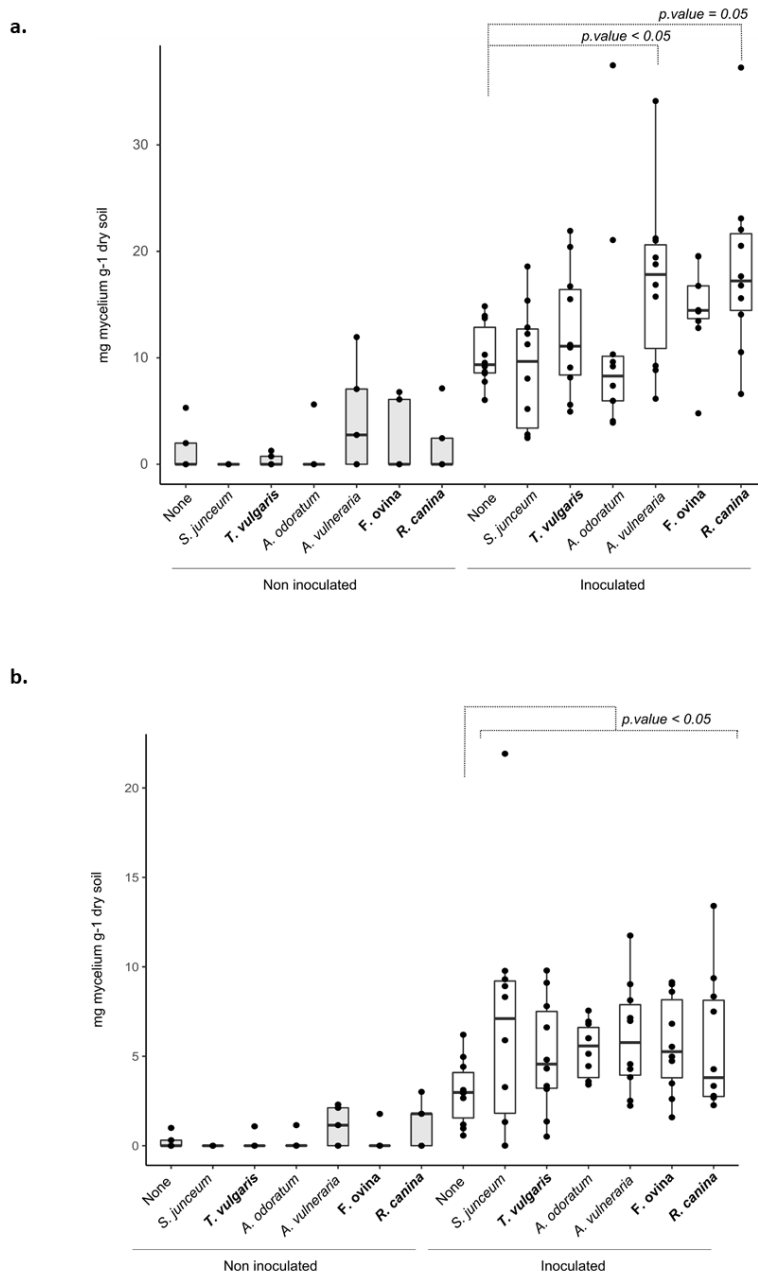 a.
p.value = 0.05
p.value < 0.05
30
20
10
0
mg mycelium g-1 dry soil
None
S. junceum
T. vulgaris
A. odoratum
A. vulneraria
F. ovina
R. canina
None
S. junceum
T. vulgaris
A. odoratum
A. vulneraria
F. ovina
R. canina
Non inoculated
Inoculated
b.
p.value < 0.05
20
15
10
5
0
mg mycelium g-1 dry soil
None
S. junceum
T. vulgaris
A. odoratum
A. vulneraria
F. ovina
R. canina
None
S. junceum
T. vulgaris
A. odoratum
A. vulneraria
F. ovina
R. canina
Non inoculated
Inoculated